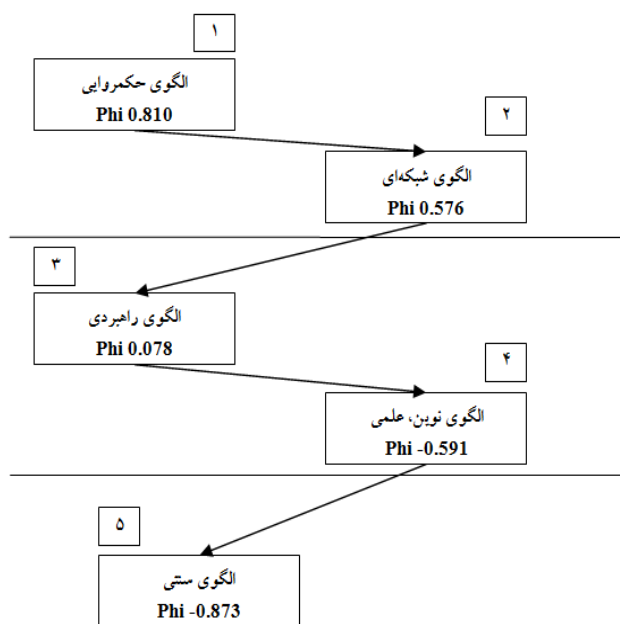 ۱
الگوی حکمروایی
Phi 0.810
۲
الگوی شبکه‌ای
Phi 0.576
۳
الگوی راهبردی
Phi 0.078
۴
الگوی نوین، علمی
Phi -0.591
۵
الگوی سنتی
Phi -0.873